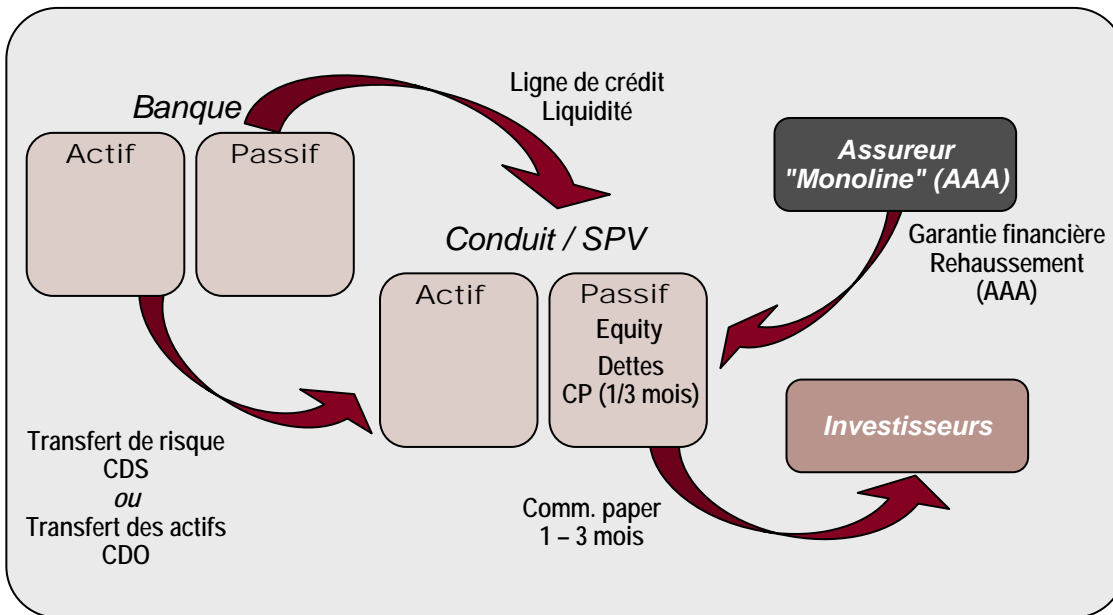 Banque
Actif
Passif
Ligne de crédit
Liquidité
Assureur
"Monoline" (AAA)
Garantie financière
Rehaussement
(AAA)
Conduit / SPV
Actif
Passif
Equity
Dettes
CP (1/3 mois)
Investisseurs
Transfert de risque
CDS
ou
Transfert des actifs
CDO
Comm. paper
1 – 3 mois